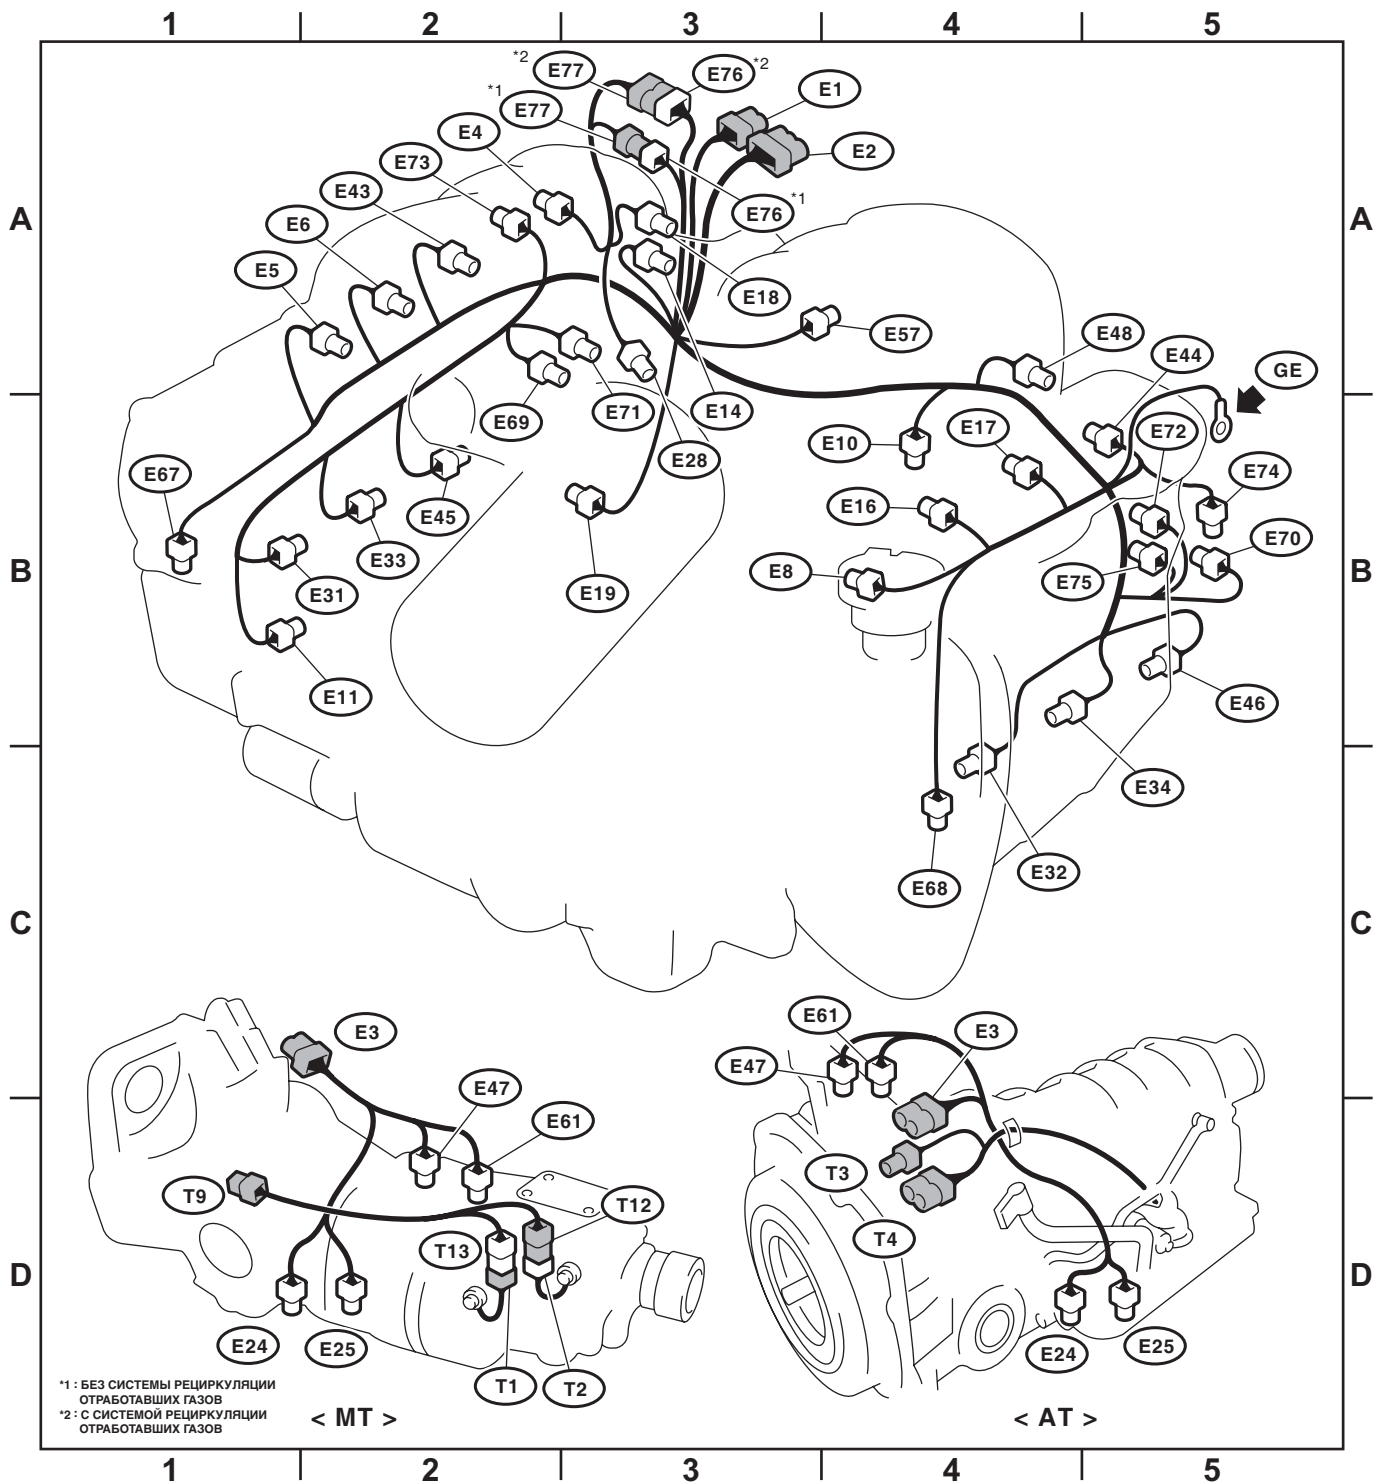 1 2 3 4 5
*2 E77 E76 *2 E1
*1 E77
E4 E2
E73
E43
A E76 *1 A
E6
E5 E18
E57 E48 E44 GE
E69 E71 E14 E10 E17 E72
E67 E28 E74
E45 E16
E33 E70
B E8 E75 B
E31 E19
E11 E46
E34
E32
E68
C C
E3 E61 E3
E47 E47
E61
T9 T12 T3
T13 T4
D D
E24 E25 E24 E25
T1 T2
*1 : БЕЗ СИСТЕМЫ РЕЦИРКУЛЯЦИИ
ОТРАБОТАВШИХ ГАЗОВ
*2 : С СИСТЕМОЙ РЕЦИРКУЛЯЦИИ
ОТРАБОТАВШИХ ГАЗОВ
< MT > < AT >
1 2 3 4 5